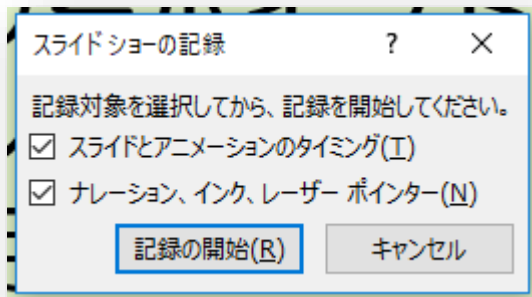 スライド ショーの記録 ? ×
記録対象を選択してから、記録を開始してください。
スライドとアニメーションのタイミング(T)
ナレーション、インク、レーザー ポインター(N)
記録の開始(R) キャンセル